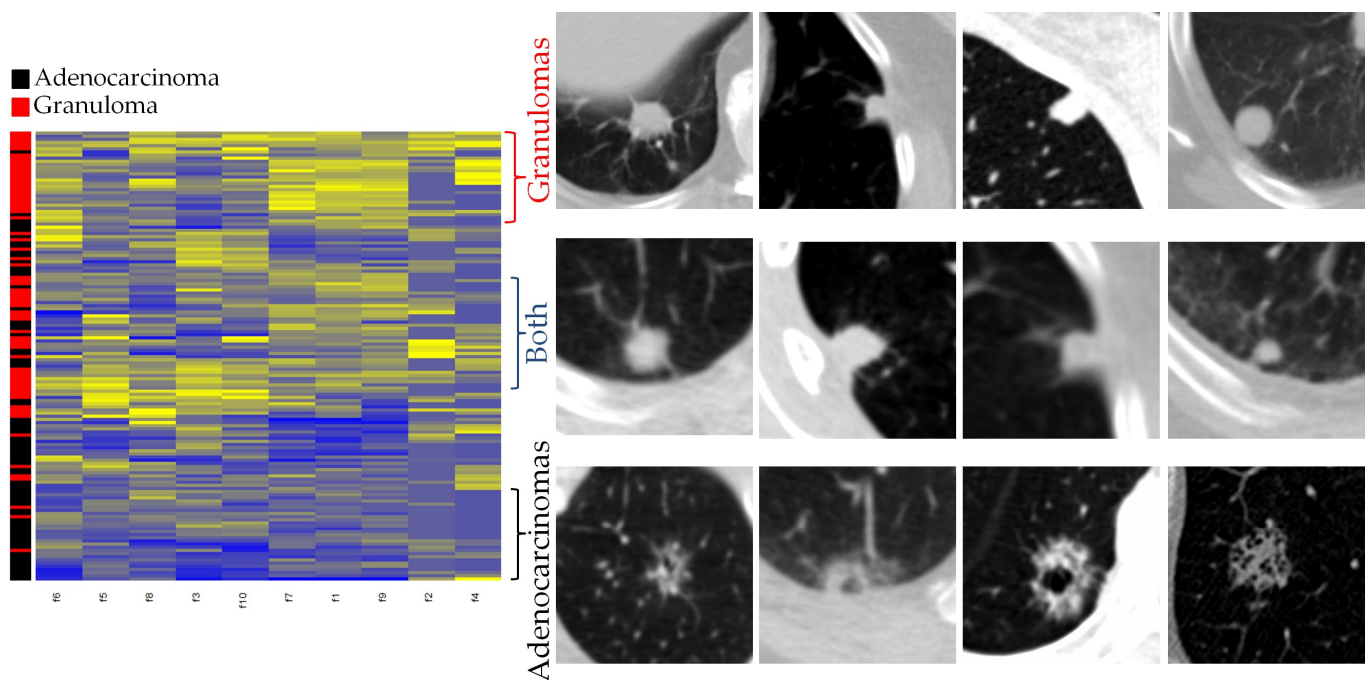 Adenocarcinoma
Granuloma
Granulomas
Both
Adenocarcinomas
f6 f5 f8 f3 f10 f7 f1 f9 f2 f4